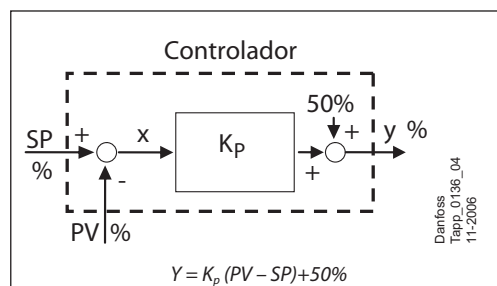 Controlador
50%
SP
+
x
K_P
+
y %
%
-
+
PV
%
Danfoss
Tapp_0136_04
11-2006
Y = K_p (PV – SP)+50%